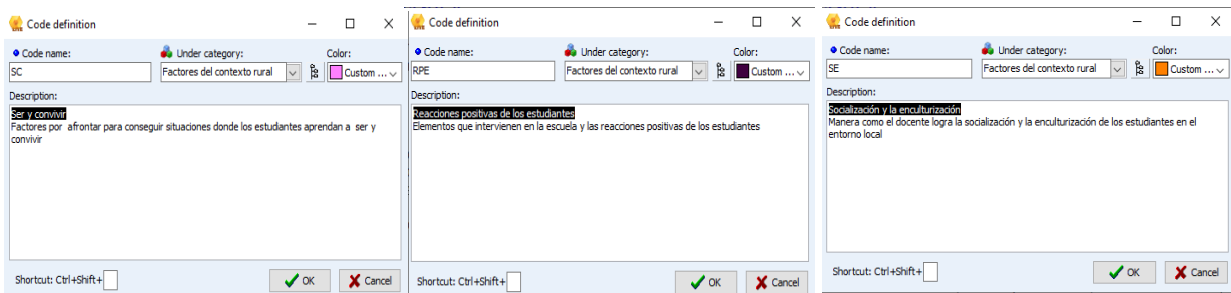 Code definition
Code name:
Under category:
Color:
SC
Factores del contexto rural
Custom ...
Description:
Ser y convivir
Factores por afrontar para conseguir situaciones donde los estudiantes aprendan a ser y
convivir
Shortcut: Ctrl+Shift+
OK
Cancel
Code definition
Code name:
Under category:
Color:
RPE
Factores del contexto rural
Custom ...
Description:
Reacciones positivas de los estudiantes
Elementos que intervienen en la escuela y las reacciones positivas de los estudiantes
Shortcut: Ctrl+Shift+
OK
Cancel
Code definition
Code name:
Under category:
Color:
SE
Factores del contexto rural
Custom ...
Description:
Socialización y la enculturización
Manera como el docente logra la socialización y la enculturización de los estudiantes en el
entorno local
Shortcut: Ctrl+Shift+
OK
Cancel